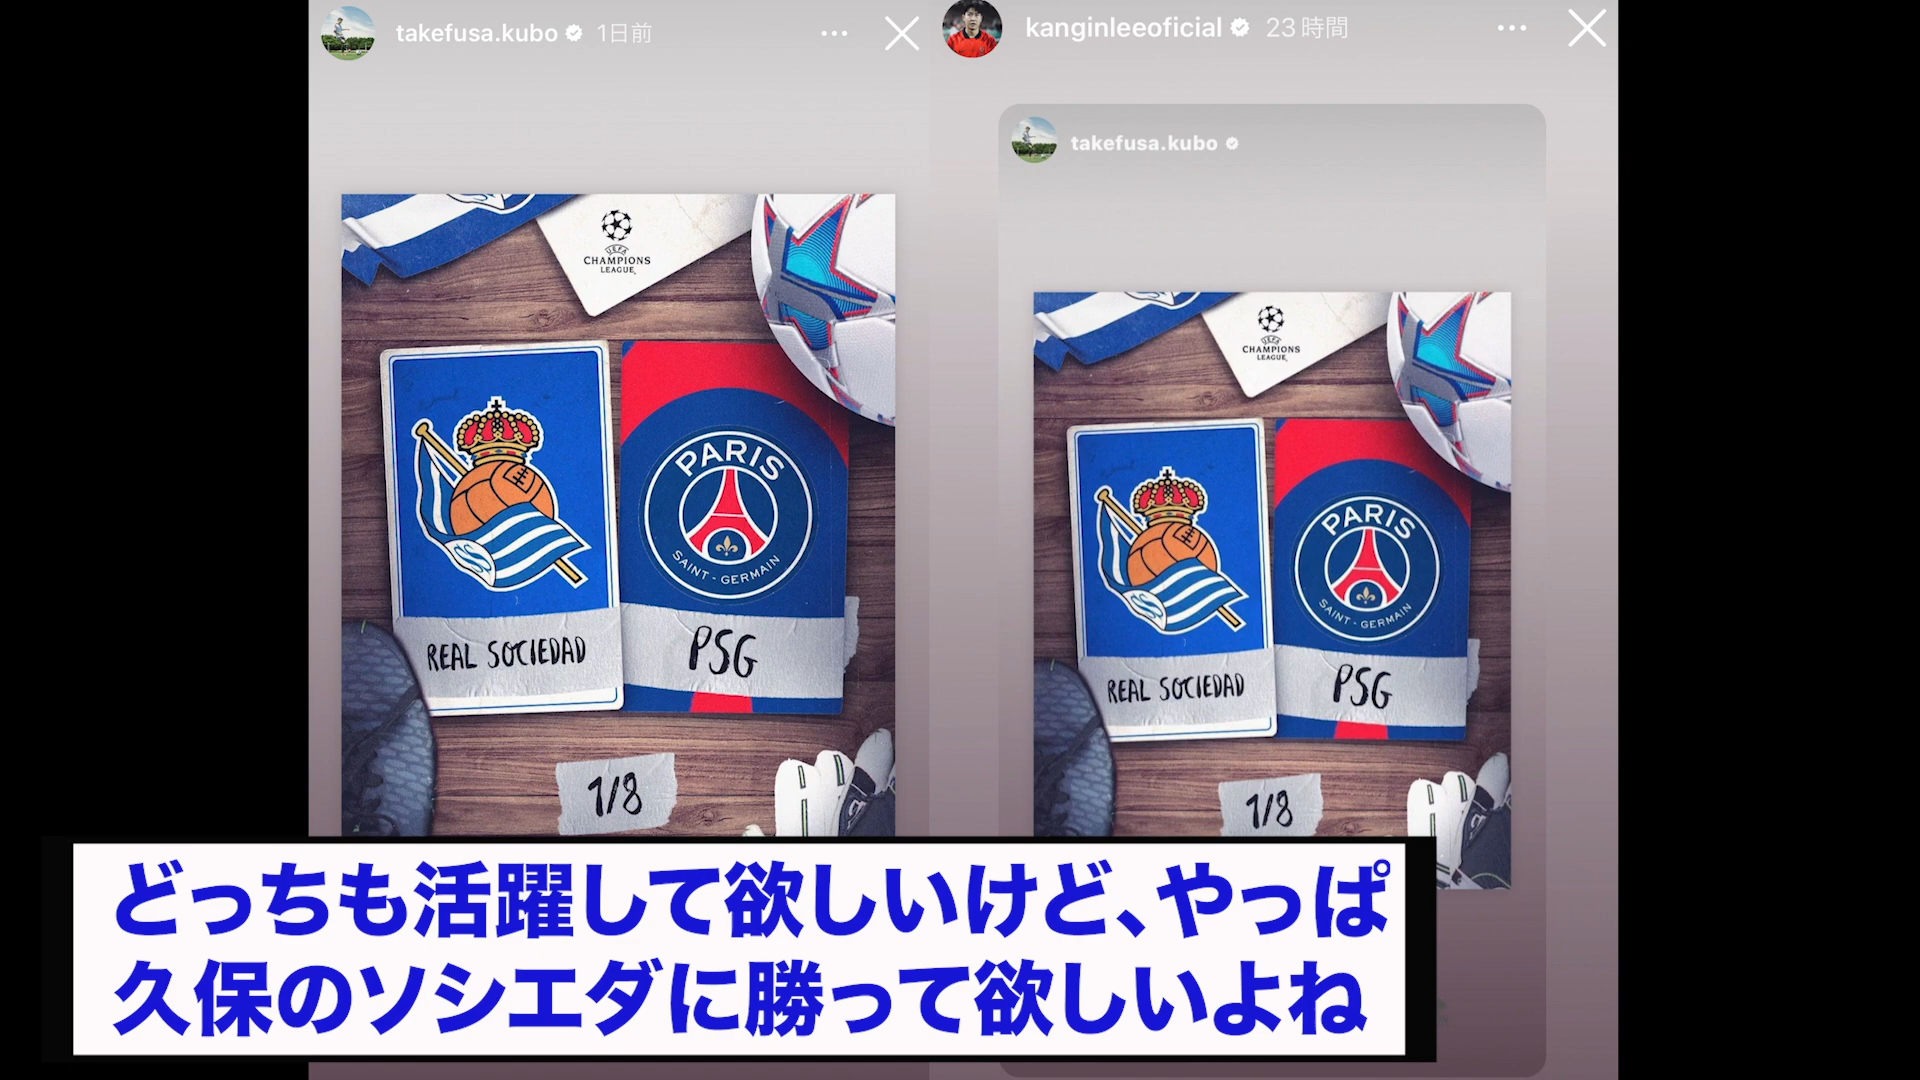 takefusa.kubo 1日前
UEFA
CHAMPIONS
LEAGUE
PARIS
SAINT-GERMAIN
REAL SOCIEDAD
PSG
1/8
kanginleeoficial 23時間
takefusa.kubo
UEFA
CHAMPIONS
LEAGUE
PARIS
SAINT-GERMAIN
REAL SOCIEDAD
PSG
1/8
どっちも活躍して欲しいけど、やっぱ
久保のソシエダに勝って欲しいよね